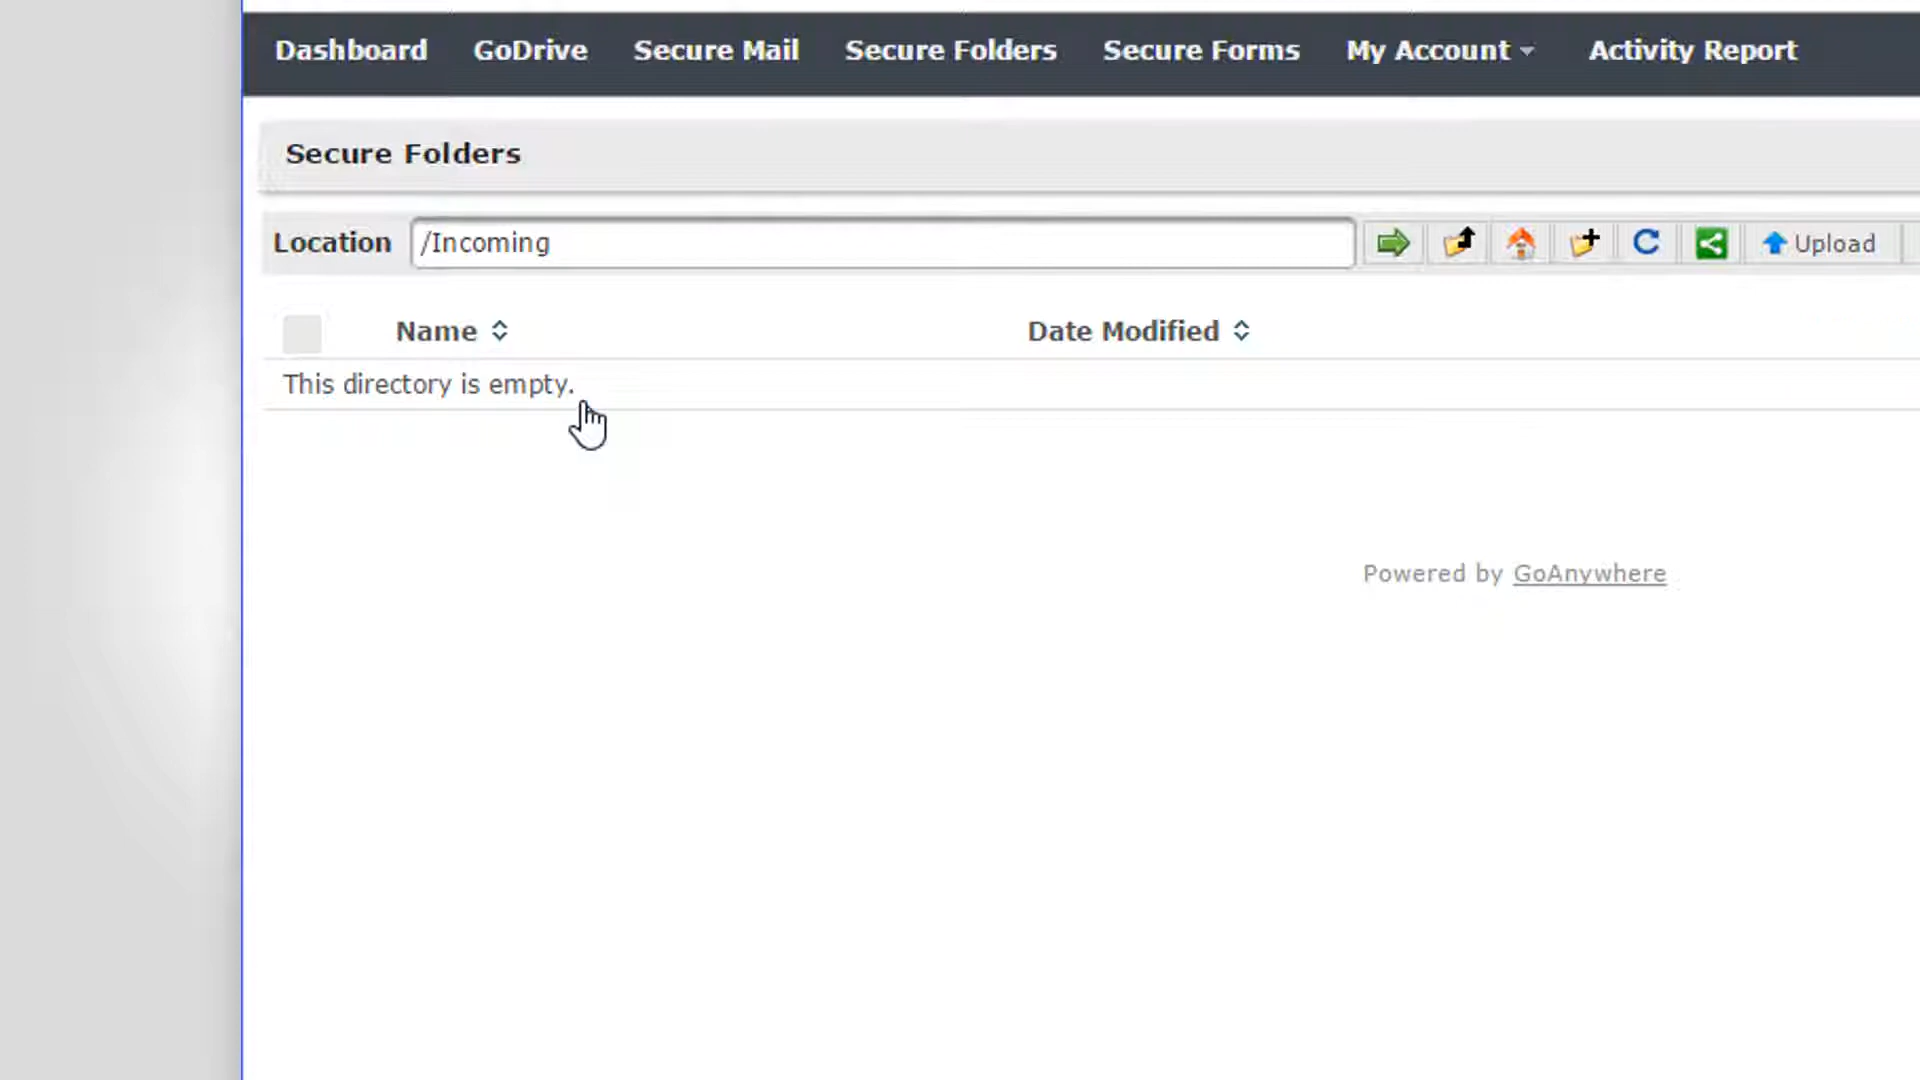 Dashboard GoDrive Secure Mail Secure Folders Secure Forms My Account Activity Report
Secure Folders
Location /Incoming Upload
Name Date Modified
This directory is empty.
Powered by GoAnywhere